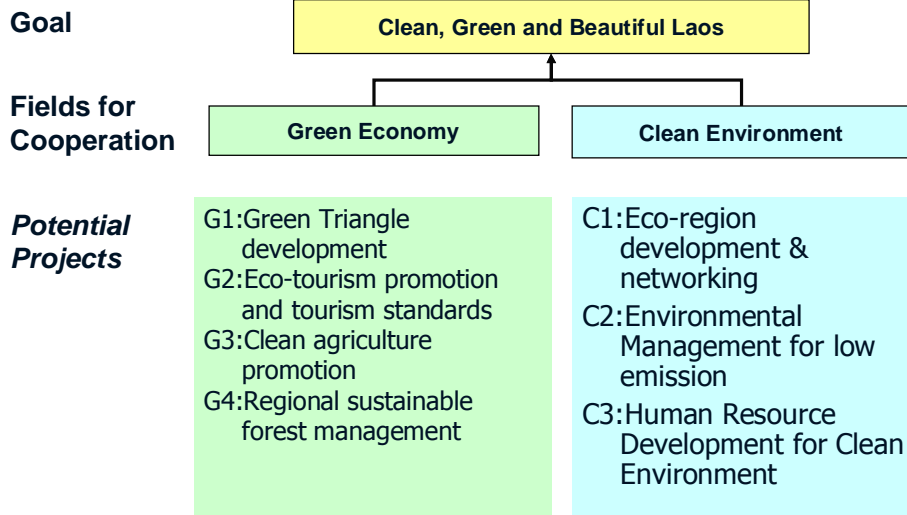 Goal
Clean, Green and Beautiful Laos
Fields for
Cooperation
Green Economy
Clean Environment
Potential
Projects
G1:Green Triangle
development
G2:Eco-tourism promotion
and tourism standards
G3:Clean agriculture
promotion
G4:Regional sustainable
forest management
C1:Eco-region
development &
networking
C2:Environmental
Management for low
emission
C3:Human Resource
Development for Clean
Environment